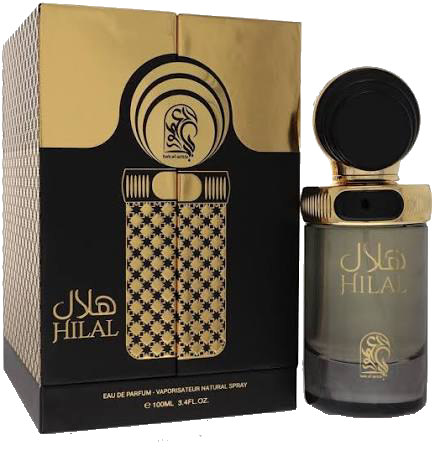 هلال
HILAL
EAU DE PARFUM - VAPORISATEUR NATURAL SPRAY
℮ 100ML 3.4FL.OZ.
هلال
HILAL